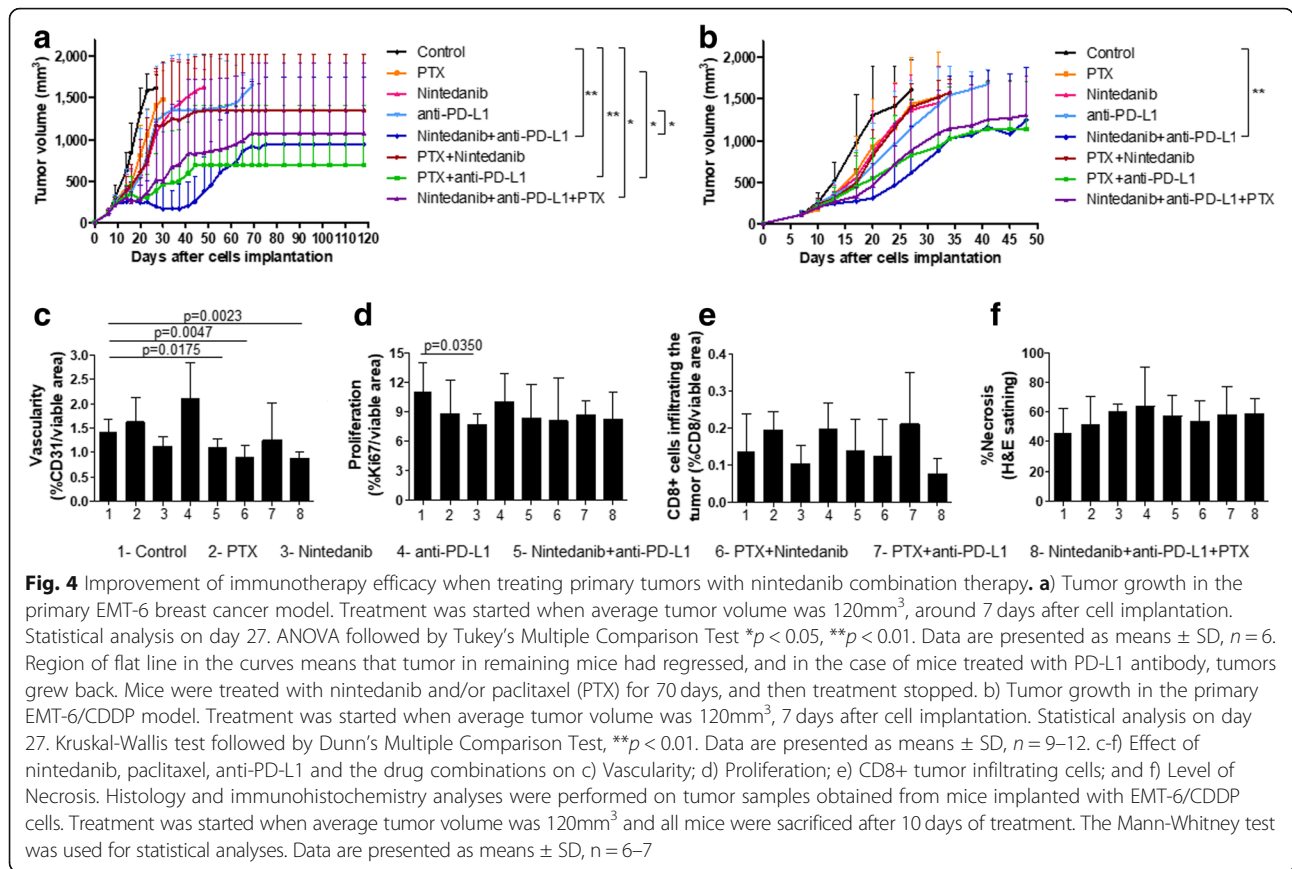 a
b
Tumor volume (mm³)
2,000
1,500
1,000
500
0
0 10 20 30 40 50 60 70 80 90 100 110 120
Days after cells implantation
Control
PTX
Nintedanib
anti-PD-L1
Nintedanib+anti-PD-L1
PTX+Nintedanib
PTX+anti-PD-L1
Nintedanib+anti-PD-L1+PTX
**
**
*
*
*
Tumor volume (mm³)
2,000
1,500
1,000
500
0
0 5 10 15 20 25 30 35 40 45 50
Days after cells implantation
Control
PTX
Nintedanib
anti-PD-L1
Nintedanib+anti-PD-L1
PTX+Nintedanib
PTX+anti-PD-L1
Nintedanib+anti-PD-L1+PTX
**
c
p=0.0023
p=0.0047
p=0.0175
Vascularity
(%CD31/viable area)
3.0
2.5
2.0
1.5
1.0
0.5
0.0
1 2 3 4 5 6 7 8
d
p=0.0350
Proliferation
(%Ki67/viable area)
15
12
9
6
3
0
1 2 3 4 5 6 7 8
e
CD8+ cells infiltrating the
tumor (%CD8/viable area)
0.4
0.3
0.2
0.1
0.0
1 2 3 4 5 6 7 8
f
%Necrosis
(H&E satining)
100
80
60
40
20
0
1 2 3 4 5 6 7 8
1- Control 2- PTX 3- Nintedanib 4- anti-PD-L1 5- Nintedanib+anti-PD-L1 6- PTX+Nintedanib 7- PTX+anti-PD-L1 8- Nintedanib+anti-PD-L1+PTX
Fig. 4 Improvement of immunotherapy efficacy when treating primary tumors with nintedanib combination therapy. a) Tumor growth in the
primary EMT-6 breast cancer model. Treatment was started when average tumor volume was 120mm³, around 7 days after cell implantation.
Statistical analysis on day 27. ANOVA followed by Tukey's Multiple Comparison Test *p < 0.05, **p < 0.01. Data are presented as means ± SD, n = 6.
Region of flat line in the curves means that tumor in remaining mice had regressed, and in the case of mice treated with PD-L1 antibody, tumors
grew back. Mice were treated with nintedanib and/or paclitaxel (PTX) for 70 days, and then treatment stopped. b) Tumor growth in the primary
EMT-6/CDDP model. Treatment was started when average tumor volume was 120mm³, 7 days after cell implantation. Statistical analysis on day
27. Kruskal-Wallis test followed by Dunn's Multiple Comparison Test, **p < 0.01. Data are presented as means ± SD, n = 9–12. c-f) Effect of
nintedanib, paclitaxel, anti-PD-L1 and the drug combinations on c) Vascularity; d) Proliferation; e) CD8+ tumor infiltrating cells; and f) Level of
Necrosis. Histology and immunohistochemistry analyses were performed on tumor samples obtained from mice implanted with EMT-6/CDDP
cells. Treatment was started when average tumor volume was 120mm³ and all mice were sacrificed after 10 days of treatment. The Mann-Whitney test
was used for statistical analyses. Data are presented as means ± SD, n = 6–7